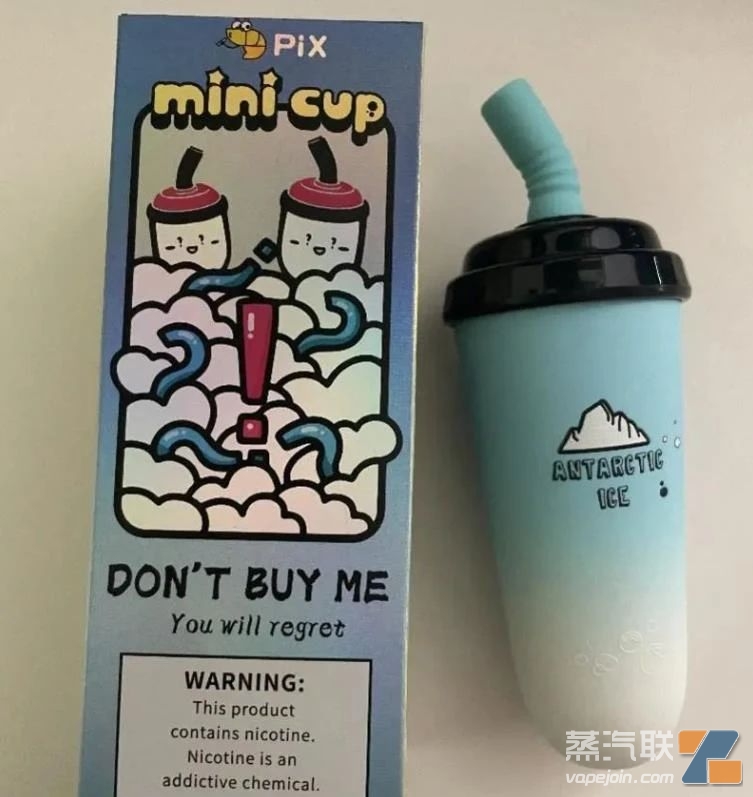 PiX
mini cup
DON'T BUY ME
You will regret
WARNING:
This product
contains nicotine.
Nicotine is an
addictive chemical.
ANTARCTIC
ICE
蒸汽联
vapejoin.com